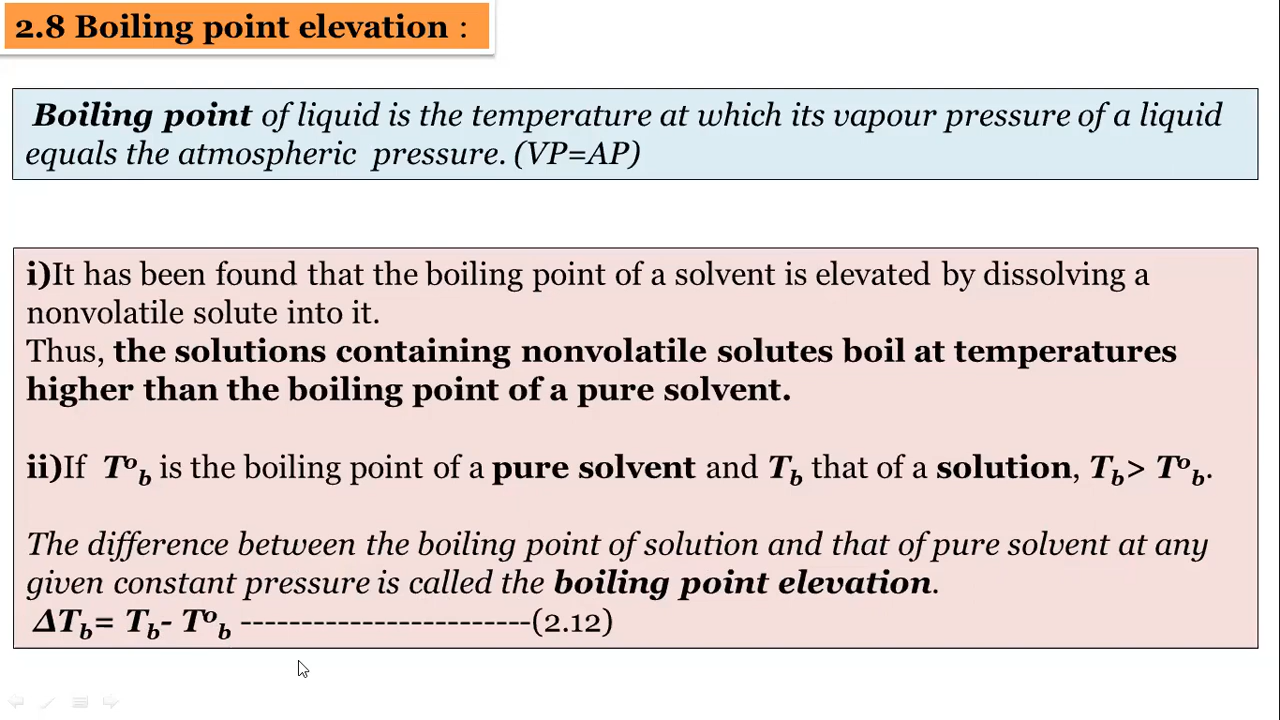 2.8 Boiling point elevation :
Boiling point of liquid is the temperature at which its vapour pressure of a liquid
equals the atmospheric pressure. (VP=AP)
i)It has been found that the boiling point of a solvent is elevated by dissolving a
nonvolatile solute into it.
Thus, the solutions containing nonvolatile solutes boil at temperatures
higher than the boiling point of a pure solvent.
ii)If T°b is the boiling point of a pure solvent and Tb that of a solution, Tb> T°b.
The difference between the boiling point of solution and that of pure solvent at any
given constant pressure is called the boiling point elevation.
ΔTb= Tb- T°b ------------------------(2.12)